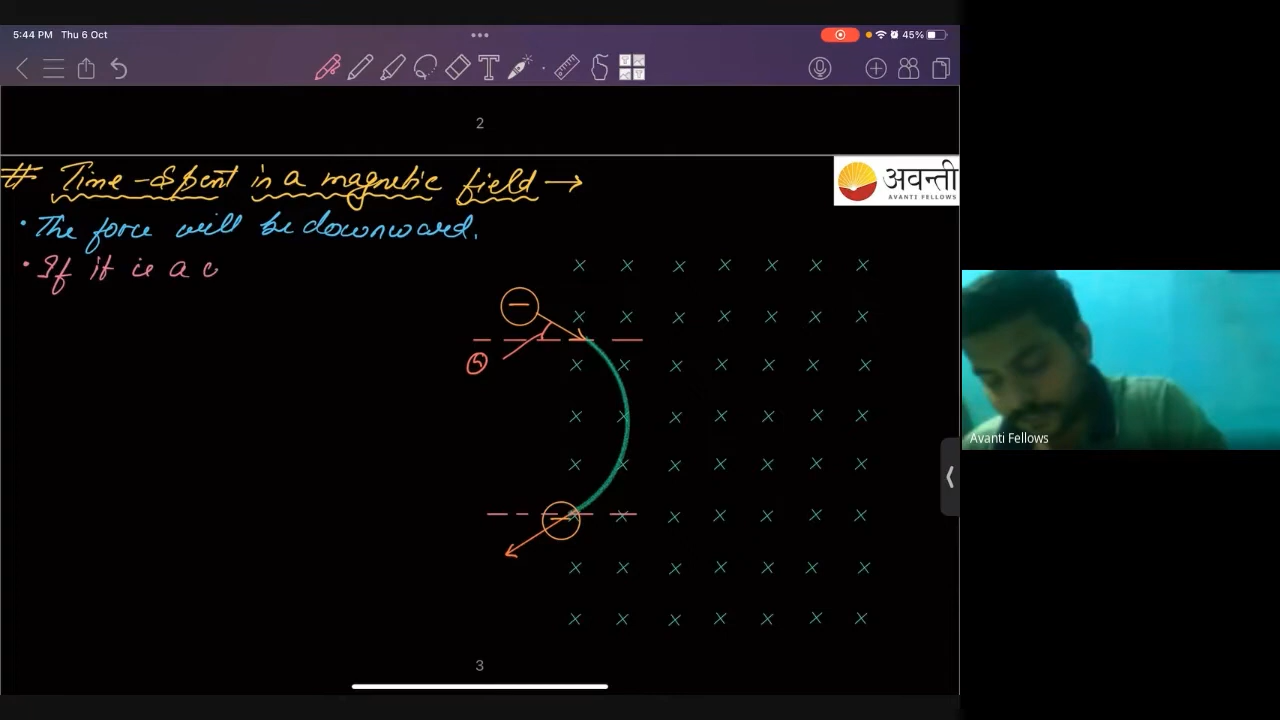 5:44 PM Thu 6 Oct
45%
2
# Time-Spent in a magnetic field →
अवन्ती
AVANTI FELLOWS
• The force will be downward.
• If it is a c
Avanti Fellows
3